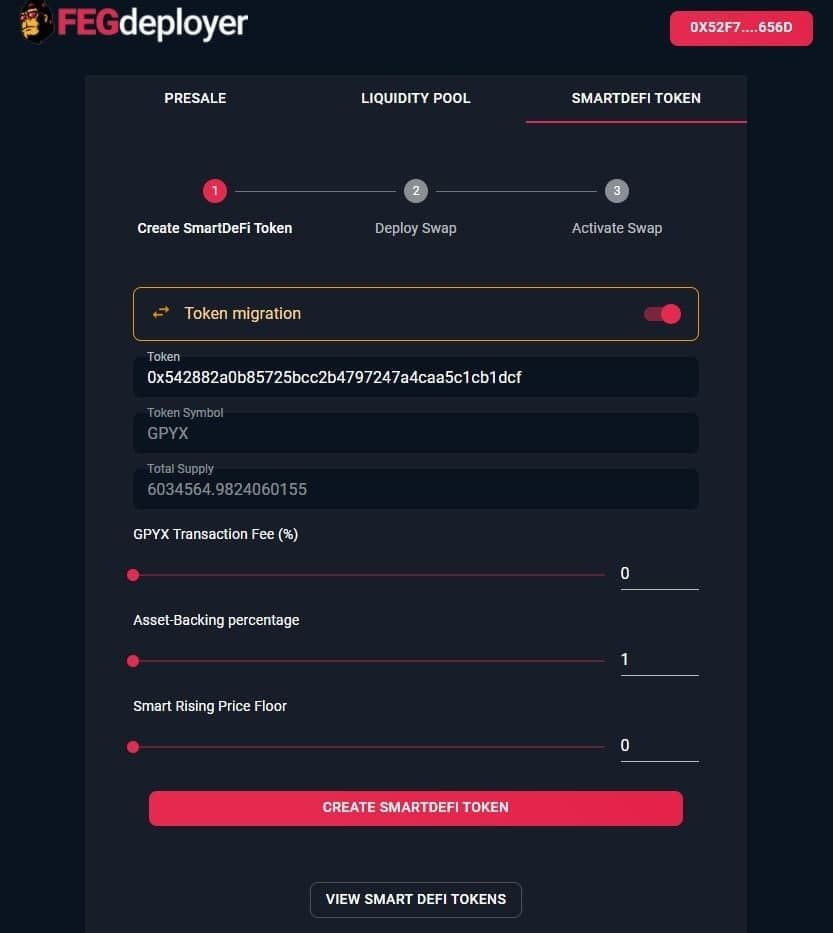 FEGdeployer
0X52F7....656D
PRESALE
LIQUIDITY POOL
SMARTDEFI TOKEN
1
2
3
Create SmartDeFi Token
Deploy Swap
Activate Swap
Token migration
Token
0x542882a0b85725bcc2b4797247a4caa5c1cb1dcf
Token Symbol
GPYX
Total Supply
6034564.9824060155
GPYX Transaction Fee (%)
0
Asset-Backing percentage
1
Smart Rising Price Floor
0
CREATE SMARTDEFI TOKEN
VIEW SMART DEFI TOKENS